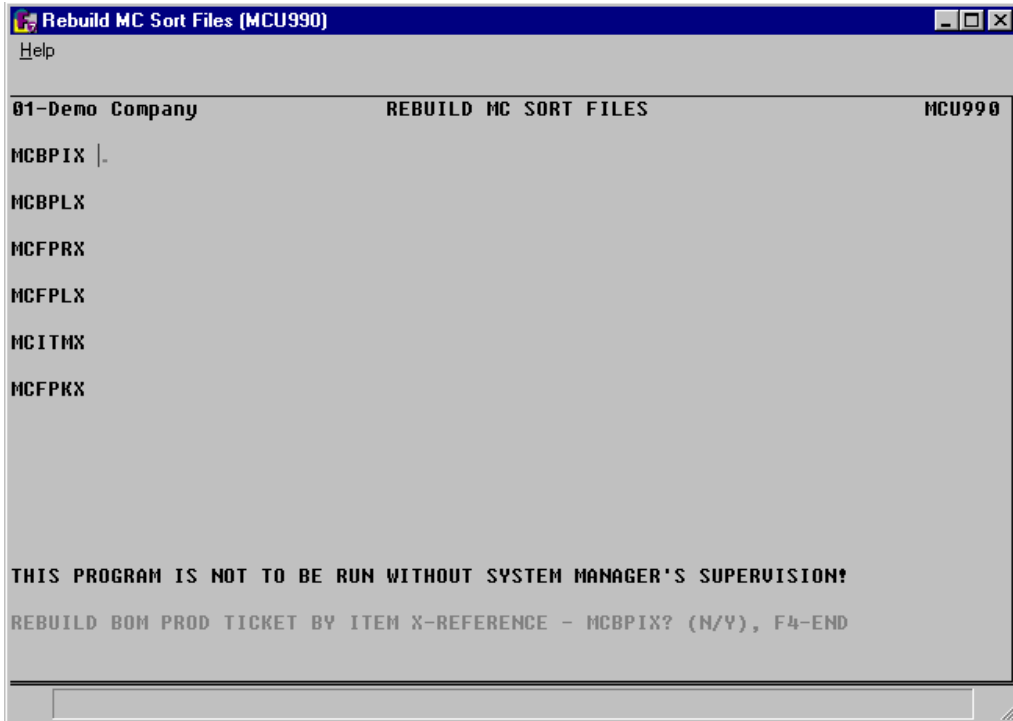 Rebuild MC Sort Files (MCU990)
Help
01-Demo Company REBUILD MC SORT FILES MCU990
MCBPIX
MCBPLX
MCFPRX
MCFPLX
MCITMX
MCFPKX
THIS PROGRAM IS NOT TO BE RUN WITHOUT SYSTEM MANAGER'S SUPERVISION!
REBUILD BOM PROD TICKET BY ITEM X-REFERENCE - MCBPIX? (N/Y), F4-END